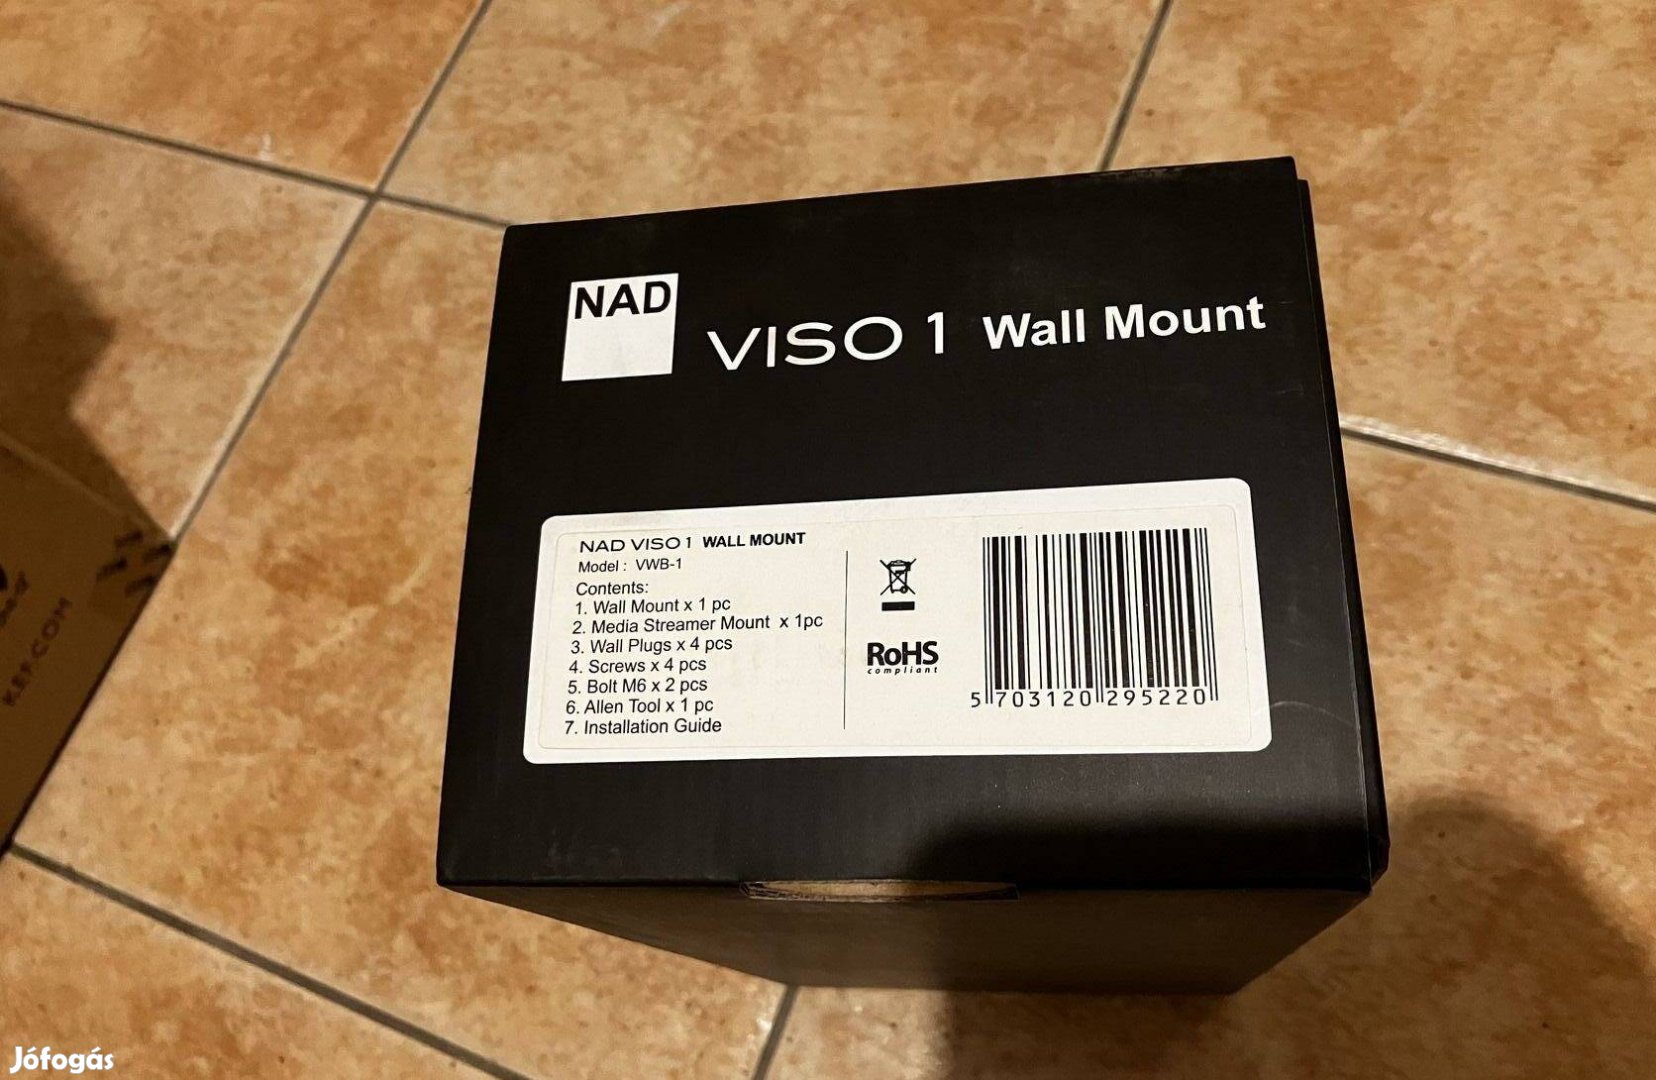 NAD
VISO 1 Wall Mount
NAD VISO 1 WALL MOUNT
Model : VWB-1
Contents:
1. Wall Mount x 1 pc
2. Media Streamer Mount x 1pc
3. Wall Plugs x 4 pcs
4. Screws x 4 pcs
5. Bolt M6 x 2 pcs
6. Allen Tool x 1 pc
7. Installation Guide
RoHS
compliant
5 703120 295220
KEF.COM
Jófogás